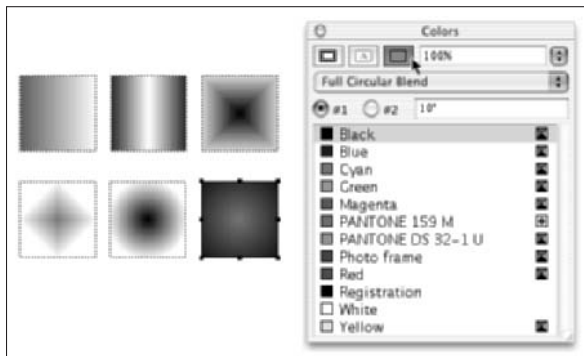 Colors
A
100%
Full Circular Blend
#1 #2 10°
Black
Blue
Cyan
Green
Magenta
PANTONE 159 M
PANTONE DS 32-1 U
Photo frame
Red
Registration
White
Yellow